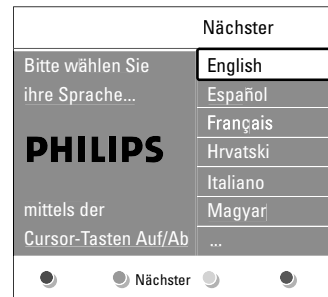 Nächster
Bitte wählen Sie
ihre Sprache...
PHILIPS
mittels der
Cursor-Tasten Auf/Ab
English
Español
Français
Hrvatski
Italiano
Magyar
...
Nächster